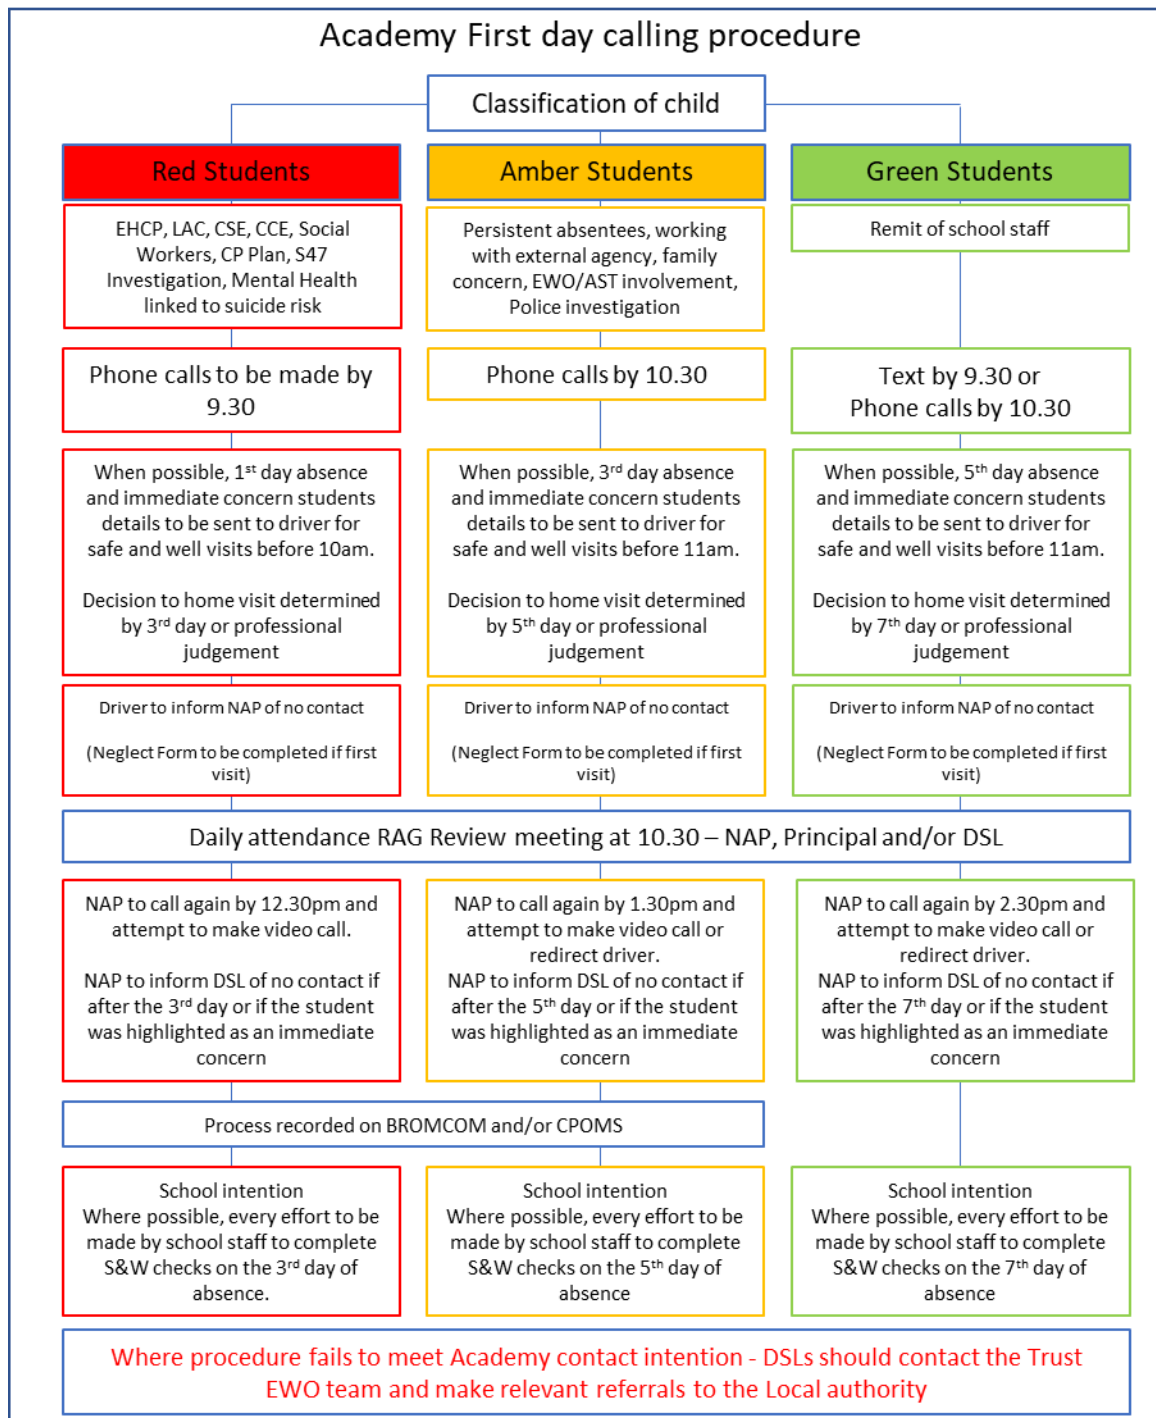 Academy First day calling procedure
Classification of child
Red Students
Amber Students
Green Students
EHCP, LAC, CSE, CCE, Social
Workers, CP Plan, S47
Investigation, Mental Health
linked to suicide risk
Persistent absentees, working
with external agency, family
concern, EWO/AST involvement,
Police investigation
Remit of school staff
Phone calls to be made by
9.30
Phone calls by 10.30
Text by 9.30 or
Phone calls by 10.30
When possible, 1st day absence
and immediate concern students
details to be sent to driver for
safe and well visits before 10am.
Decision to home visit determined
by 3rd day or professional
judgement
When possible, 3rd day absence
and immediate concern students
details to be sent to driver for
safe and well visits before 11am.
Decision to home visit determined
by 5th day or professional
judgement
When possible, 5th day absence
and immediate concern students
details to be sent to driver for
safe and well visits before 11am.
Decision to home visit determined
by 7th day or professional
judgement
Driver to inform NAP of no contact
(Neglect Form to be completed if first
visit)
Driver to inform NAP of no contact
(Neglect Form to be completed if first
visit)
Driver to inform NAP of no contact
(Neglect Form to be completed if first
visit)
Daily attendance RAG Review meeting at 10.30 – NAP, Principal and/or DSL
NAP to call again by 12.30pm and
attempt to make video call.
NAP to inform DSL of no contact if
after the 3rd day or if the student
was highlighted as an immediate
concern
NAP to call again by 1.30pm and
attempt to make video call or
redirect driver.
NAP to inform DSL of no contact if
after the 5th day or if the student
was highlighted as an immediate
concern
NAP to call again by 2.30pm and
attempt to make video call or
redirect driver.
NAP to inform DSL of no contact if
after the 7th day or if the student
was highlighted as an immediate
concern
Process recorded on BROMCOM and/or CPOMS
School intention
Where possible, every effort to be
made by school staff to complete
S&W checks on the 3rd day of
absence.
School intention
Where possible, every effort to be
made by school staff to complete
S&W checks on the 5th day of
absence
School intention
Where possible, every effort to be
made by school staff to complete
S&W checks on the 7th day of
absence
Where procedure fails to meet Academy contact intention - DSLs should contact the Trust
EWO team and make relevant referrals to the Local authority